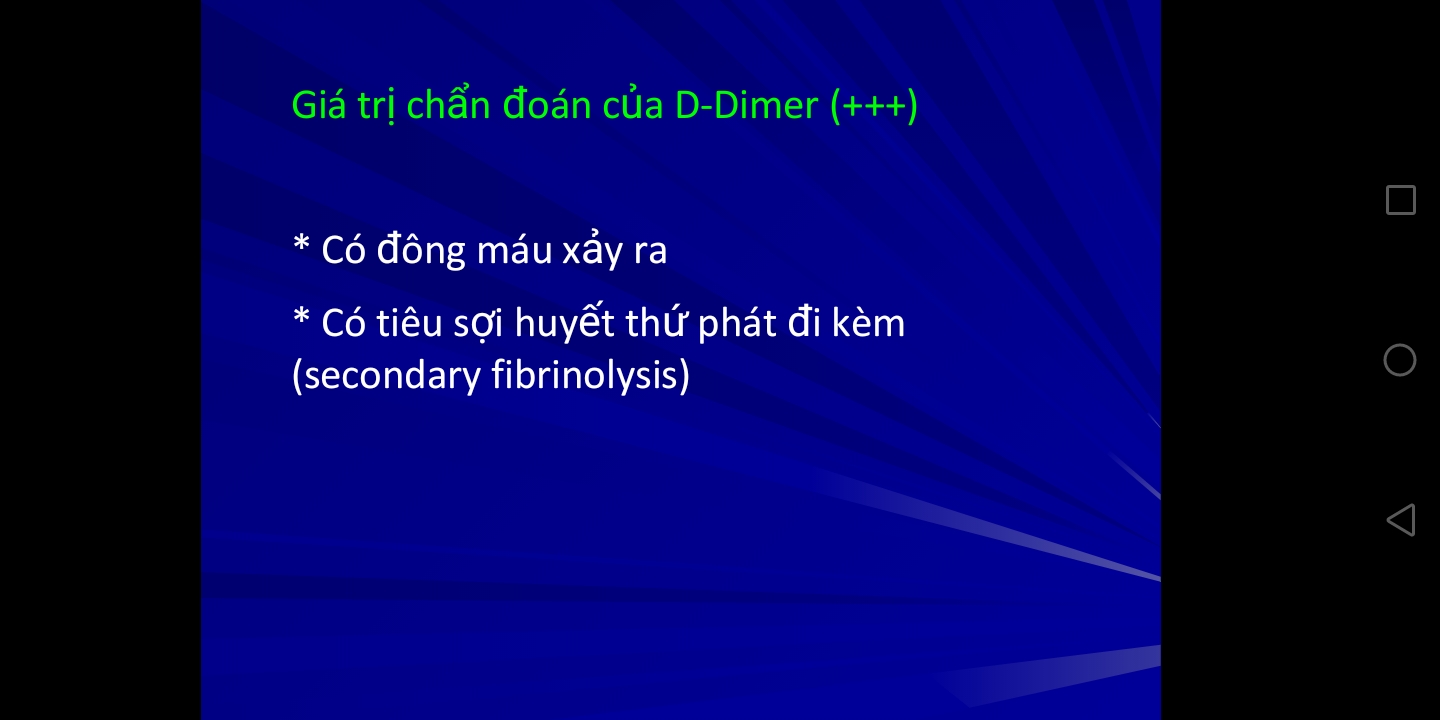 Giá trị chẩn đoán của D-Dimer (+++)
* Có đông máu xảy ra
* Có tiêu sợi huyết thứ phát đi kèm
(secondary fibrinolysis)